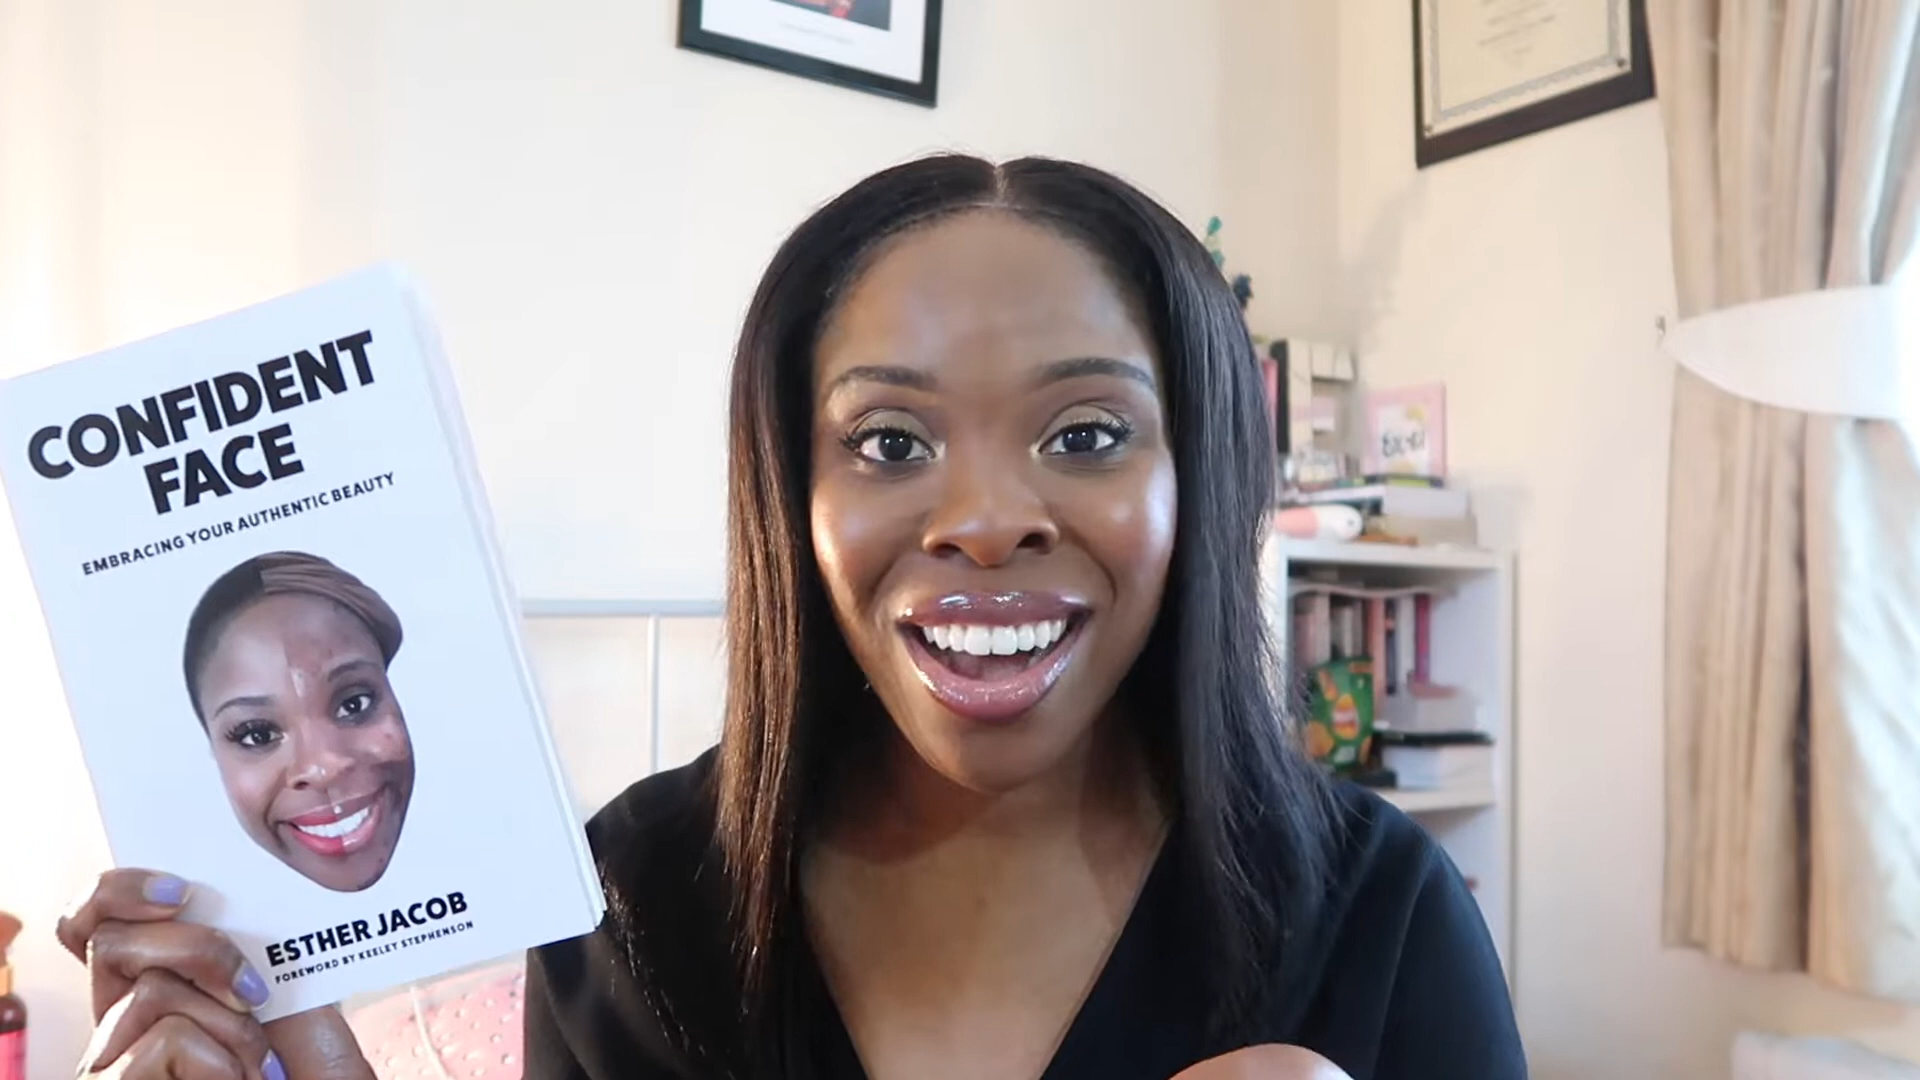 CONFIDENT
FACE
EMBRACING YOUR AUTHENTIC BEAUTY
ESTHER JACOB
FOREWORD BY KEELEY STEPHENSON